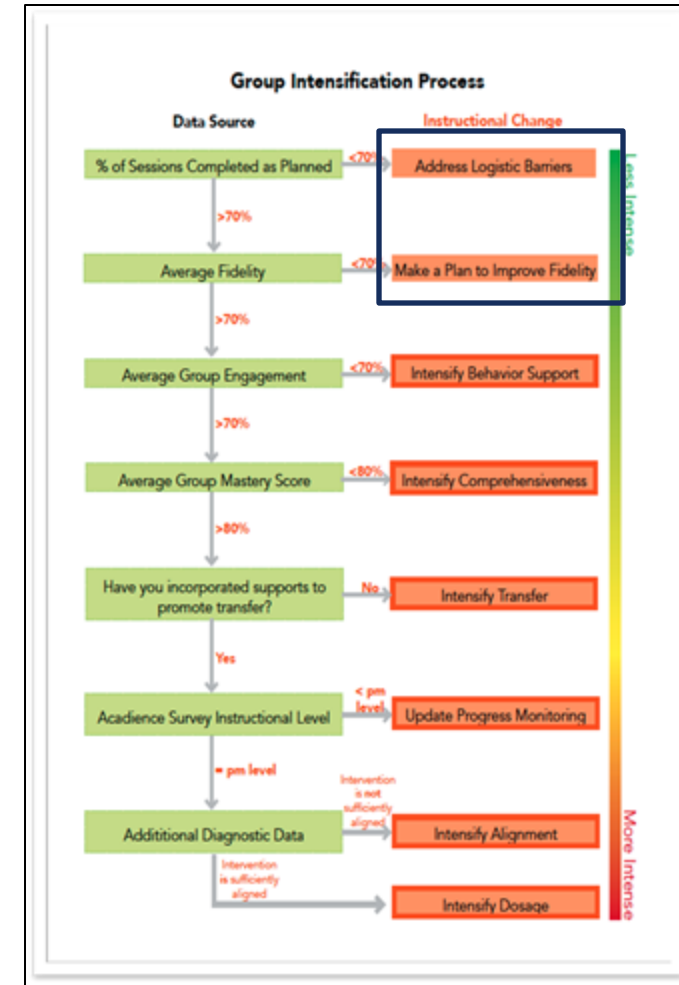 Group Intensification Process
Data Source
Instructional Change
% of Sessions Completed as Planned
<70%
Address Logistic Barriers
>70%
Average Fidelity
<70%
Make a Plan to Improve Fidelity
>70%
Average Group Engagement
<70%
Intensify Behavior Support
>70%
Average Group Mastery Score
<80%
Intensify Comprehensiveness
>80%
Have you incorporated supports to
promote transfer?
No
Intensify Transfer
Yes
Acadience Survey Instructional Level
< pm
level
Update Progress Monitoring
= pm level
Addititional Diagnostic Data
Intervention
is not
sufficiently
aligned
Intensify Alignment
Intervention
is sufficiently
aligned
Intensify Dosage
Less Intense
More Intense